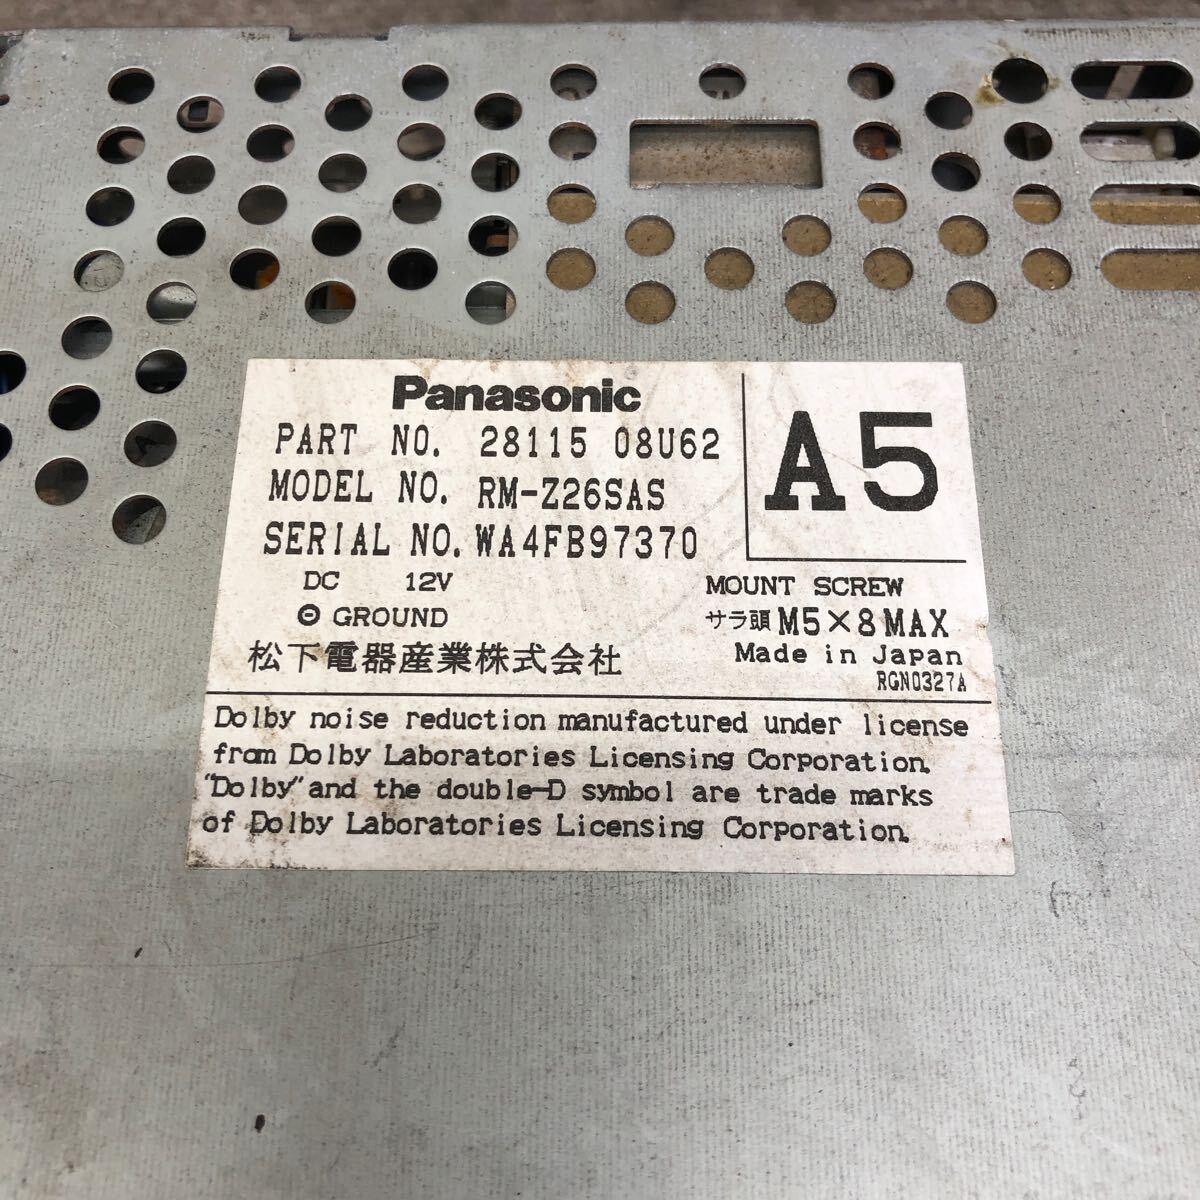 Panasonic
A5
PART NO. 28115 08U62
MODEL NO. RM-Z26SAS
SERIAL NO. WA4FB97370
DC 12V
⊖ GROUND
松下電器産業株式会社
MOUNT SCREW
サラ頭 M5×8 MAX
Made in Japan
RGN0327A
Dolby noise reduction manufactured under license
from Dolby Laboratories Licensing Corporation.
"Dolby" and the double-D symbol are trade marks
of Dolby Laboratories Licensing Corporation.